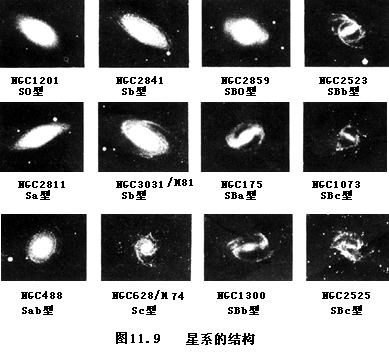 NGC1201 NGC2841 NGC2859 NGC2523
SO型 Sb型 SBO型 SBb型
NGC2811 NGC3031/M81 NGC175 NGC1073
Sa型 Sb型 SBa型 SBc型
NGC488 NGC628/M74 NGC1300 NGC2525
Sab型 Sc型 SBb型 SBc型
图11.9 星系的结构